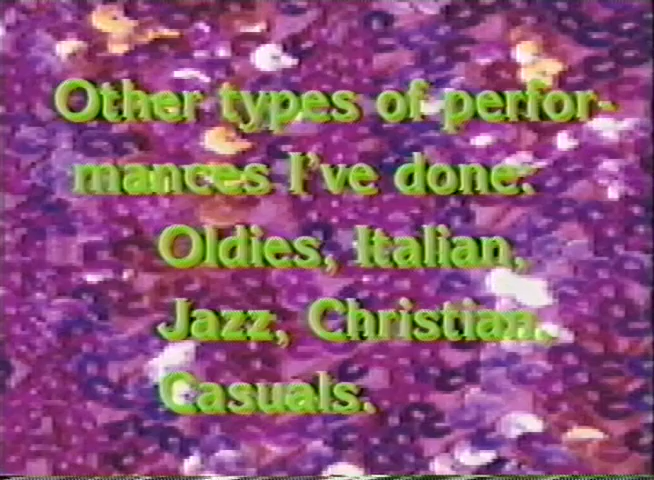 Other types of perfor-
mances I've done:
Oldies, Italian,
Jazz, Christian,
Casuals.